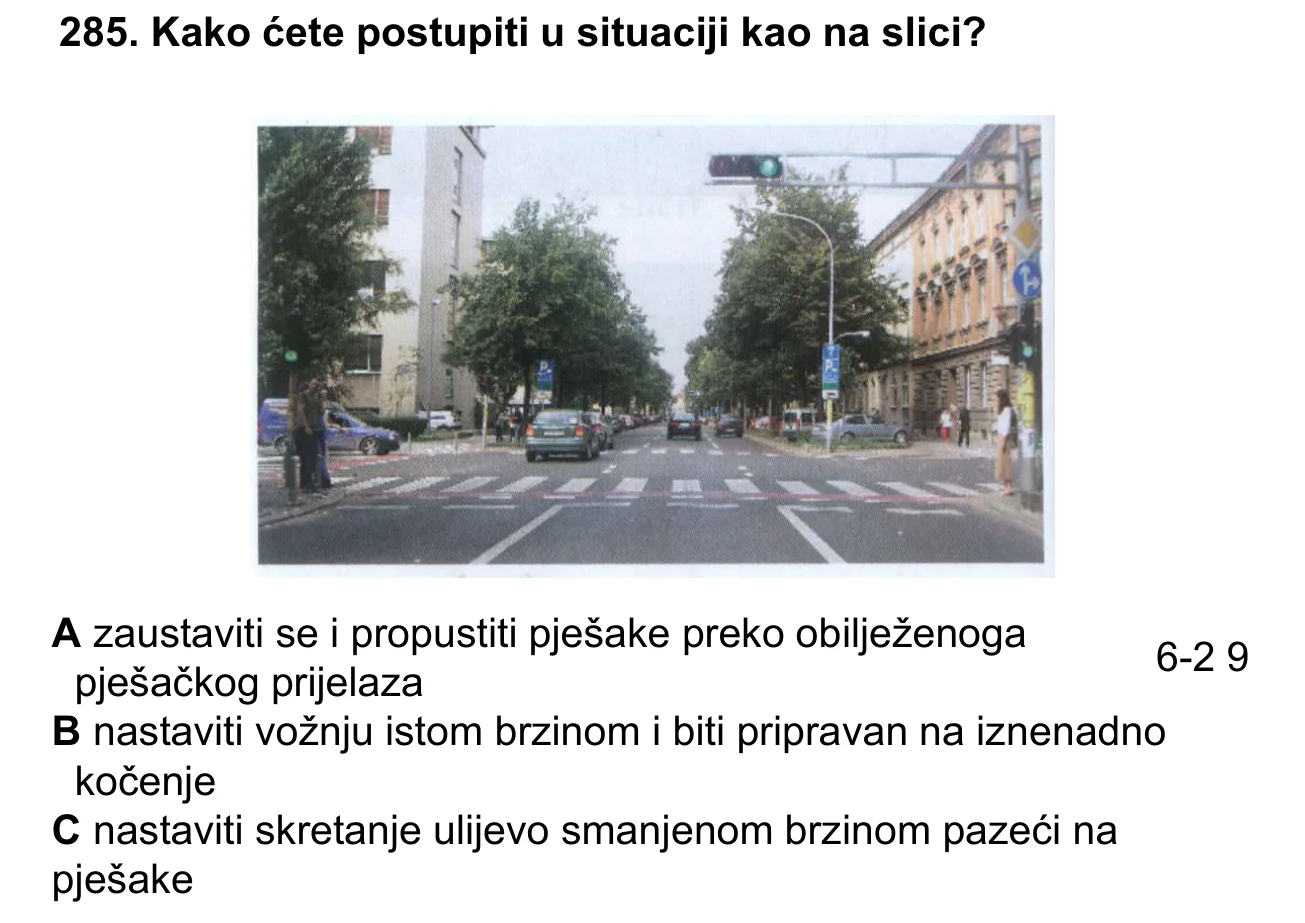 285. Kako ćete postupiti u situaciji kao na slici?
P
P
A zaustaviti se i propustiti pješake preko obilježenoga
pješačkog prijelaza
6-2 9
B nastaviti vožnju istom brzinom i biti pripravan na iznenadno
kočenje
C nastaviti skretanje ulijevo smanjenom brzinom pazeći na
pješake